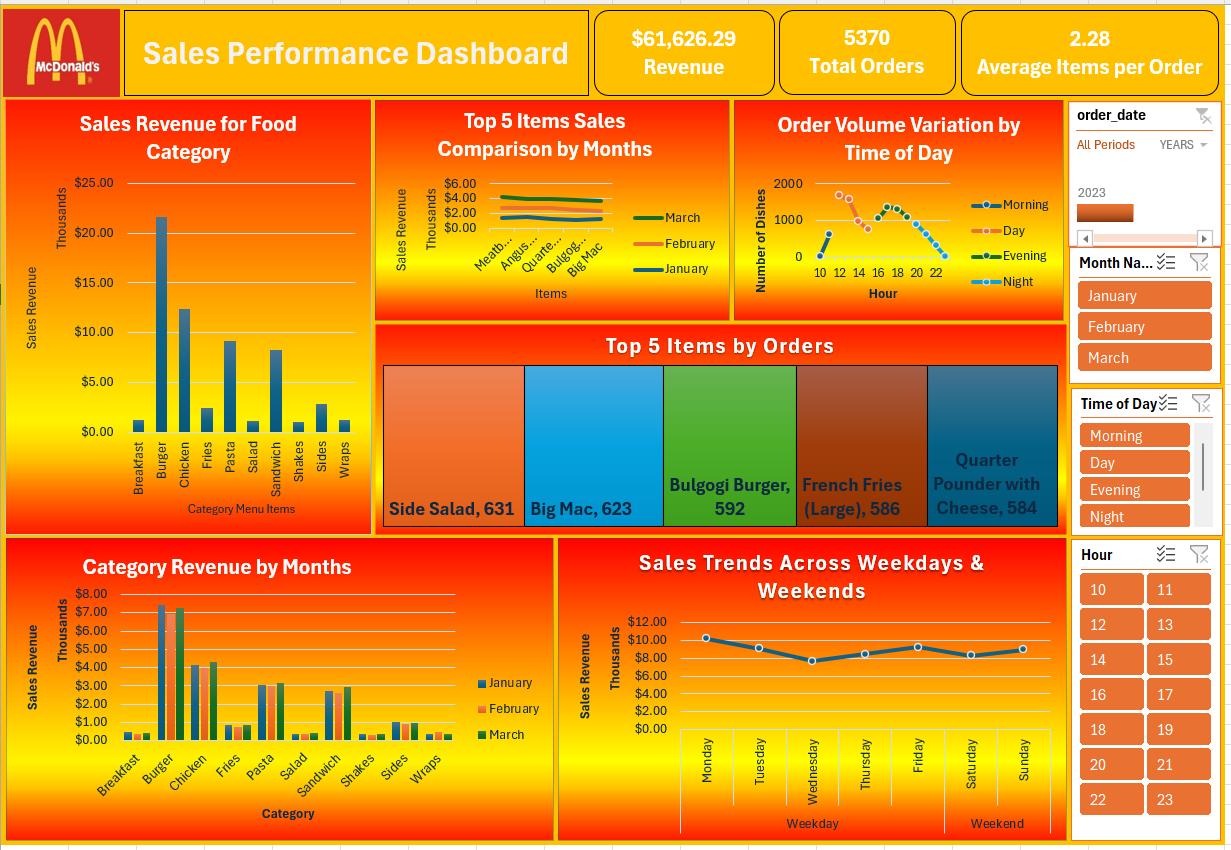 McDonald's
Sales Performance Dashboard
$61,626.29
Revenue
5370
Total Orders
2.28
Average Items per Order
Sales Revenue for Food
Category
Sales Revenue
Thousands
$25.00
$20.00
$15.00
$10.00
$5.00
$0.00
Breakfast
Burger
Chicken
Fries
Pasta
Salad
Sandwich
Shakes
Sides
Wraps
Category Menu Items
Top 5 Items Sales
Comparison by Months
Sales Revenue
Thousands
$6.00
$4.00
$2.00
$0.00
Meatb...
Angus...
Quarte...
Bulgog...
Big Mac
Items
March
February
January
Order Volume Variation by
Time of Day
Number of Dishes
2000
1000
0
10 12 14 16 18 20 22
Hour
Morning
Day
Evening
Night
order_date
All Periods YEARS
2023
Month Na...
January
February
March
Top 5 Items by Orders
Side Salad, 631
Big Mac, 623
Bulgogi Burger,
592
French Fries
(Large), 586
Quarter
Pounder with
Cheese, 584
Time of Day
Morning
Day
Evening
Night
Category Revenue by Months
Sales Revenue
Thousands
$8.00
$7.00
$6.00
$5.00
$4.00
$3.00
$2.00
$1.00
$0.00
Breakfast
Burger
Chicken
Fries
Pasta
Salad
Sandwich
Shakes
Sides
Wraps
Category
January
February
March
Sales Trends Across Weekdays &
Weekends
Sales Revenue
Thousands
$12.00
$10.00
$8.00
$6.00
$4.00
$2.00
$0.00
Monday
Tuesday
Wednesday
Thursday
Friday
Saturday
Sunday
Weekday
Weekend
Hour
10 11
12 13
14 15
16 17
18 19
20 21
22 23